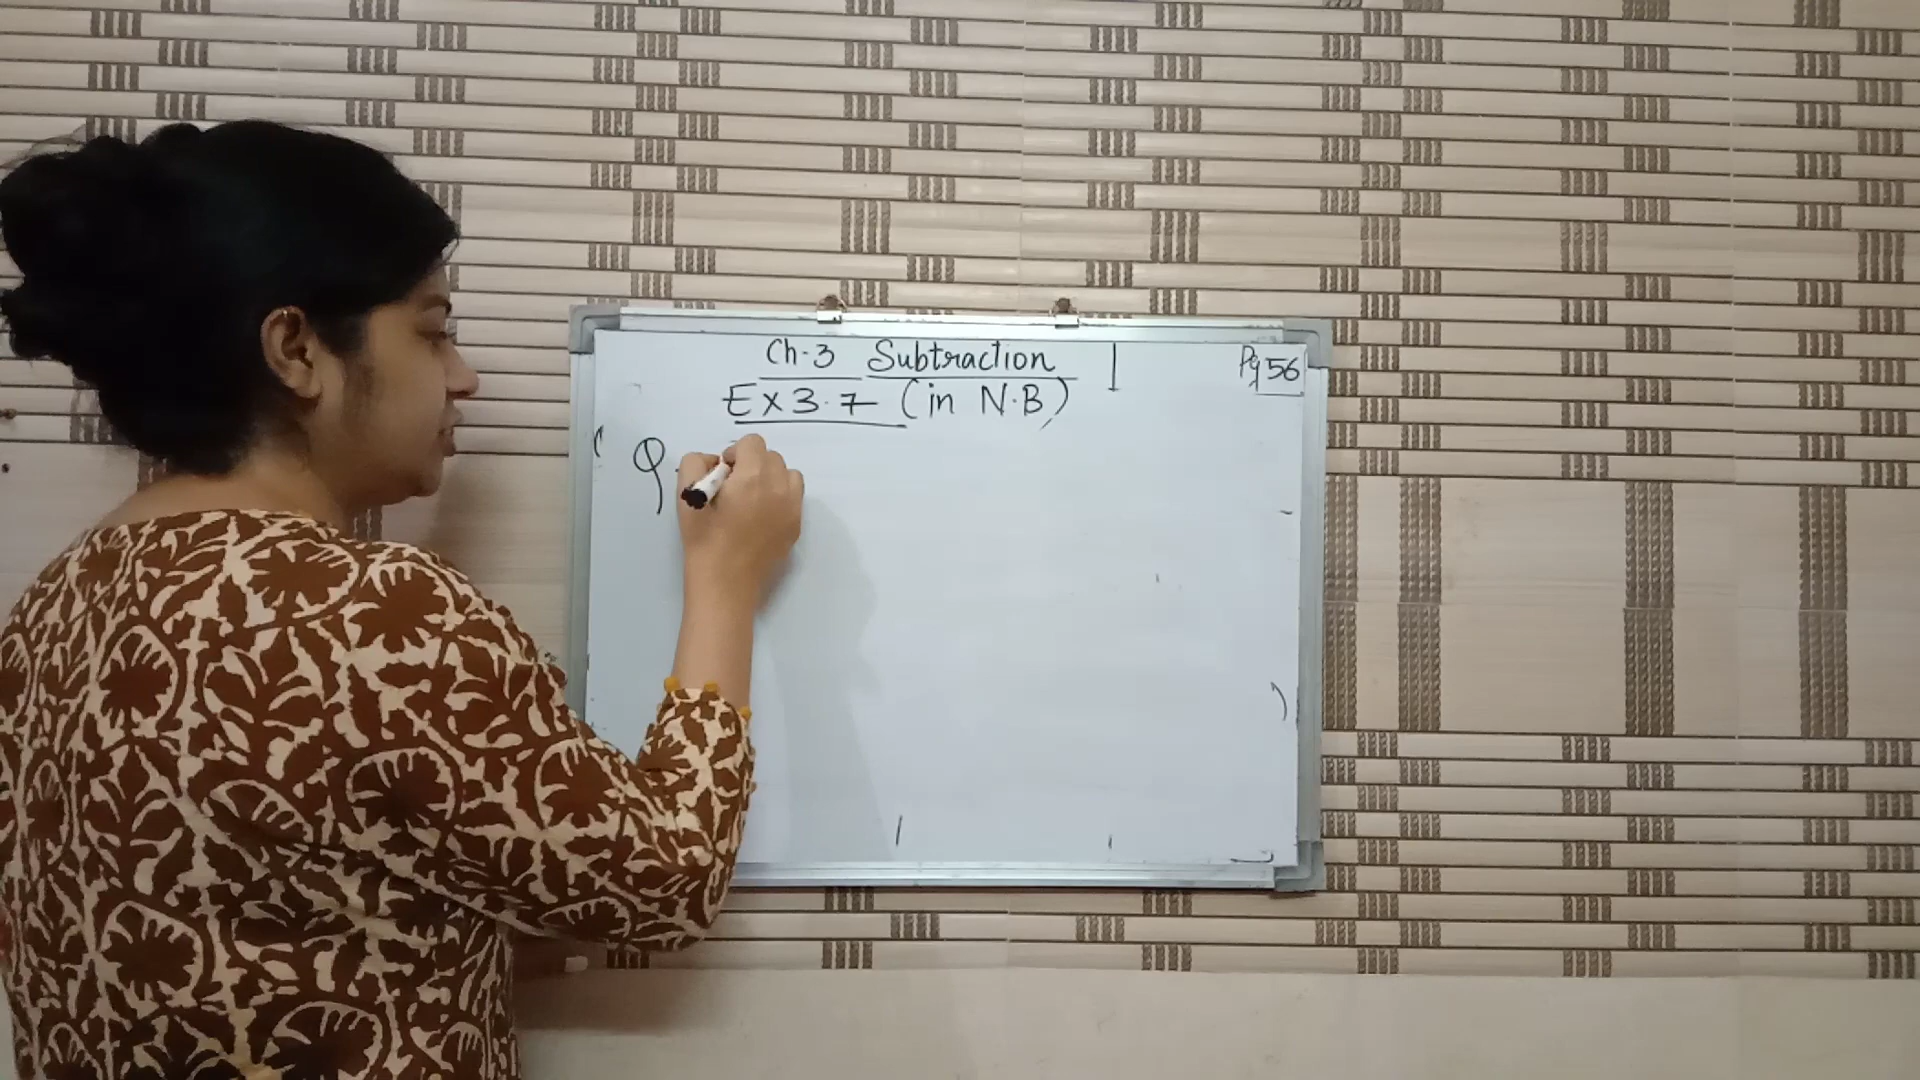 Ch-3 Subtraction
Pg 56
Ex 3.7 (in N.B)
Q